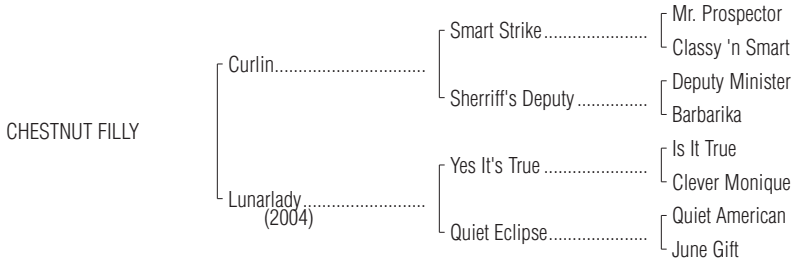 Mr. Prospector
Smart Strike
Classy 'n Smart
Curlin
Deputy Minister
Sherriff's Deputy
Barbarika
CHESTNUT FILLY
Is It True
Yes It's True
Clever Monique
Lunarlady
(2004)
Quiet American
Quiet Eclipse
June Gift